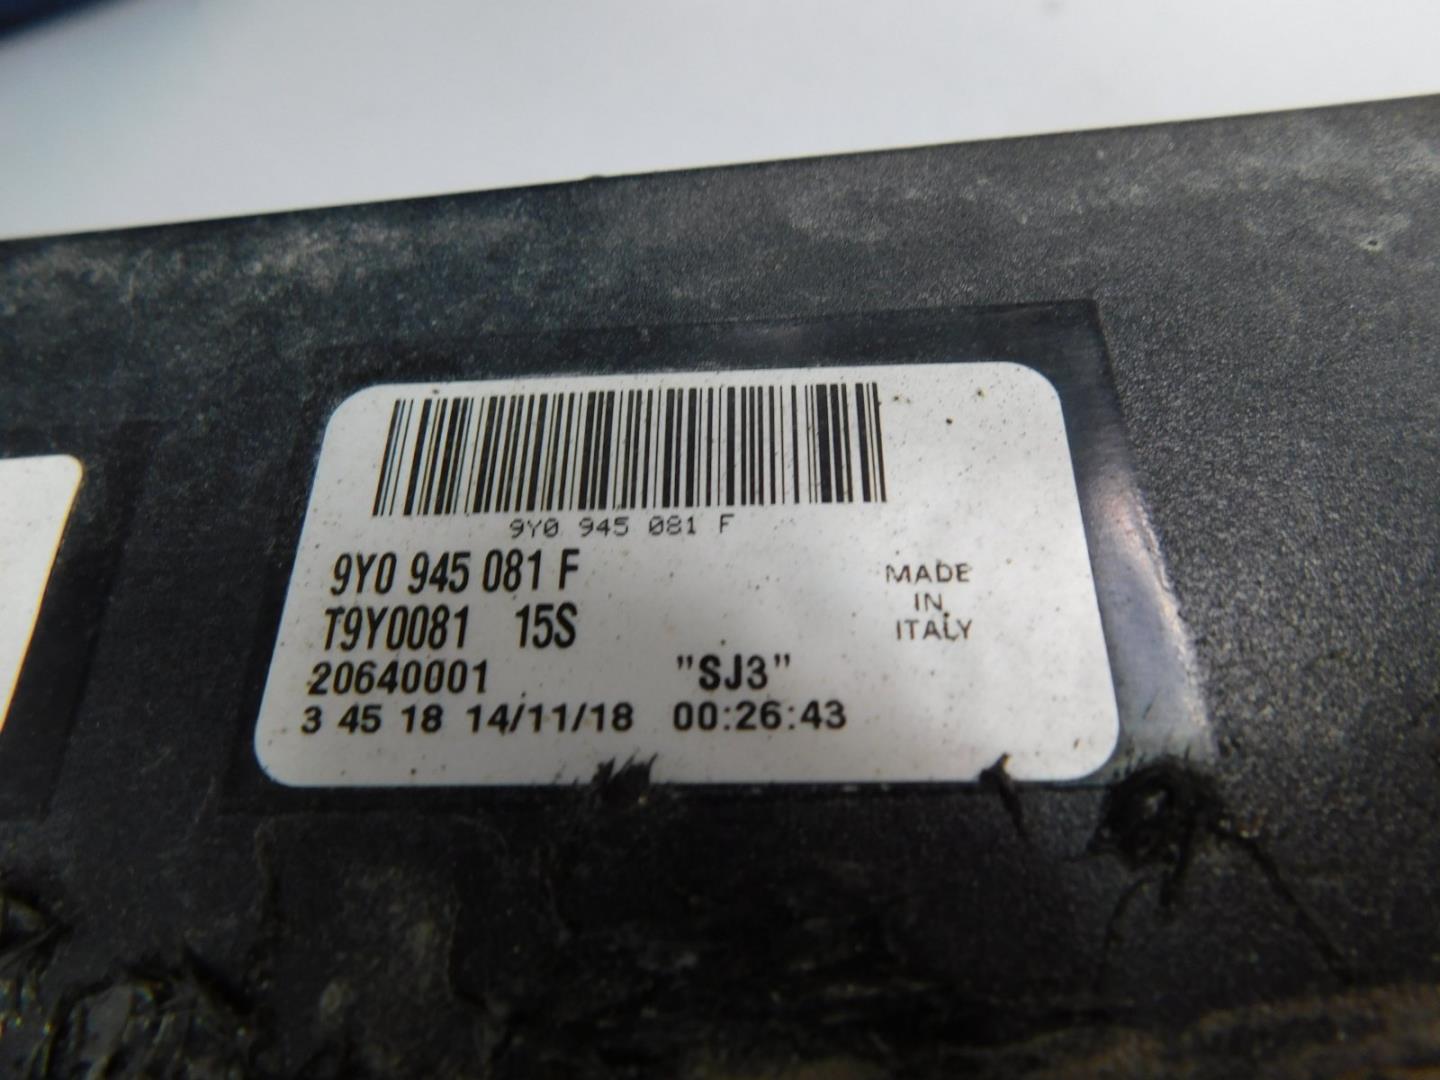 9Y0 945 081 F
9Y0 945 081 F
T9Y0081 15S
20640001 "SJ3"
3 45 18 14/11/18 00:26:43
MADE
IN
ITALY